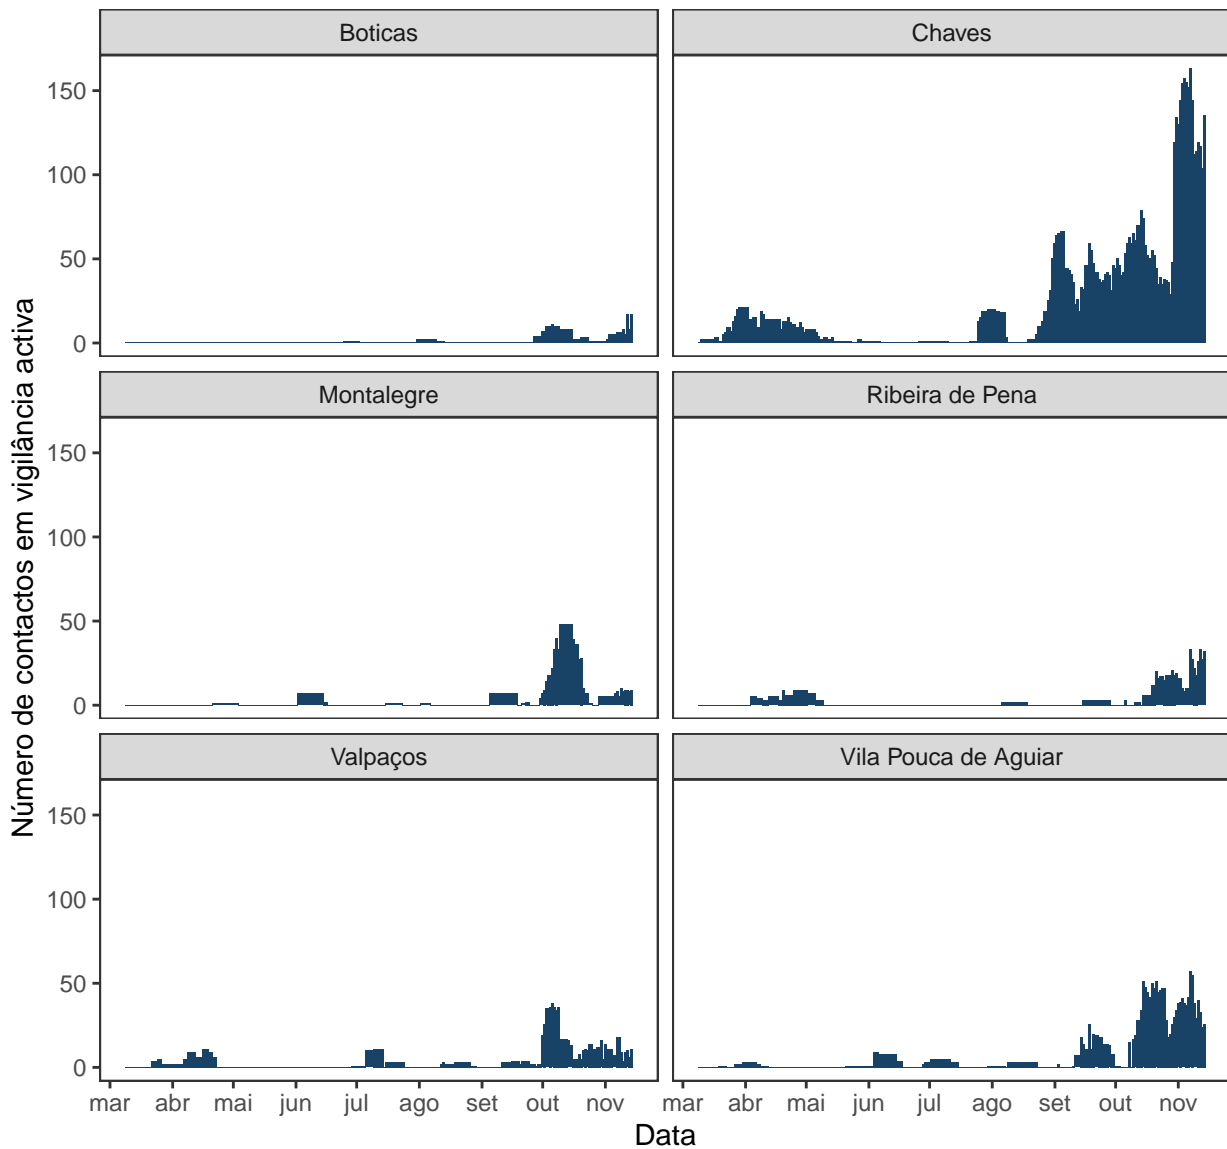 Boticas
Chaves
150
100
50
0
Montalegre
Ribeira de Pena
150
100
50
0
Valpaços
Vila Pouca de Aguiar
150
100
50
0
mar abr mai jun jul ago set out nov
mar abr mai jun jul ago set out nov
Data
Número de contactos em vigilância activa